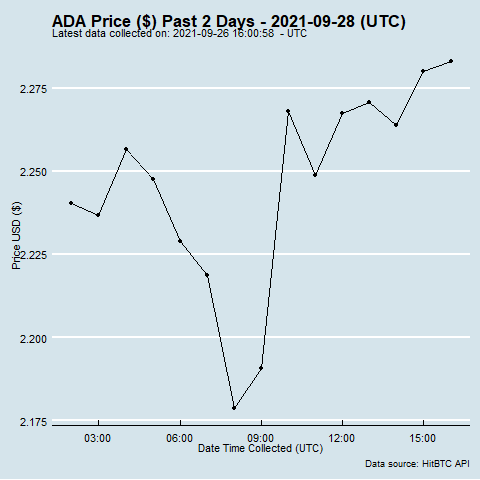 ADA Price ($) Past 2 Days - 2021-09-28 (UTC)
Latest data collected on: 2021-09-26 16:00:58  - UTC
Price USD ($)
2.275
2.250
2.225
2.200
2.175
03:00 06:00 09:00 12:00 15:00
Date Time Collected (UTC)
Data source: HitBTC API